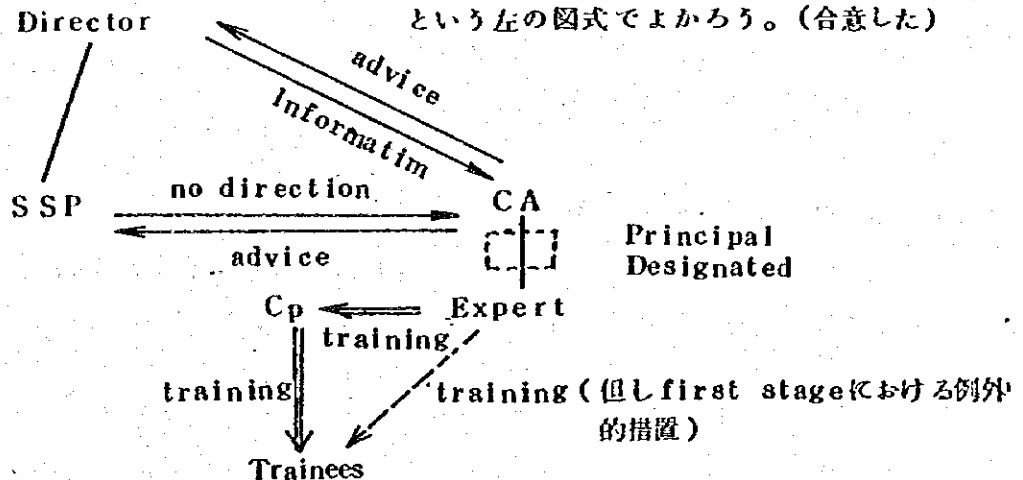 Director
という左の図式でよかろう。(合意した)
advice
Informatim
SSP
no direction
CA
advice
Principal
Designated
Cp
Expert
training
training
training(但しfirst stageにおける例外
的措置)
Trainees